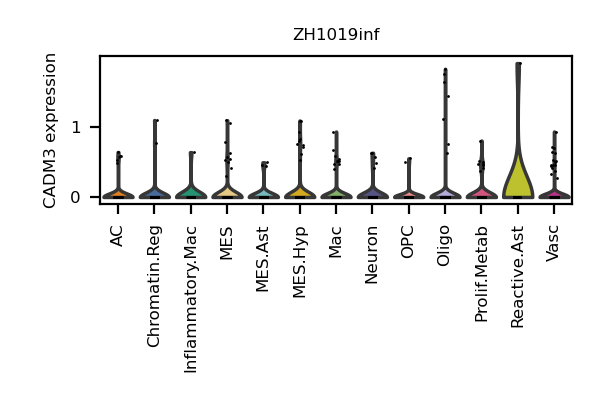 ZH1019inf
CADM3 expression
1
0
AC
Chromatin.Reg
Inflammatory.Mac
MES
MES.Ast
MES.Hyp
Mac
Neuron
OPC
Oligo
Prolif.Metab
Reactive.Ast
Vasc